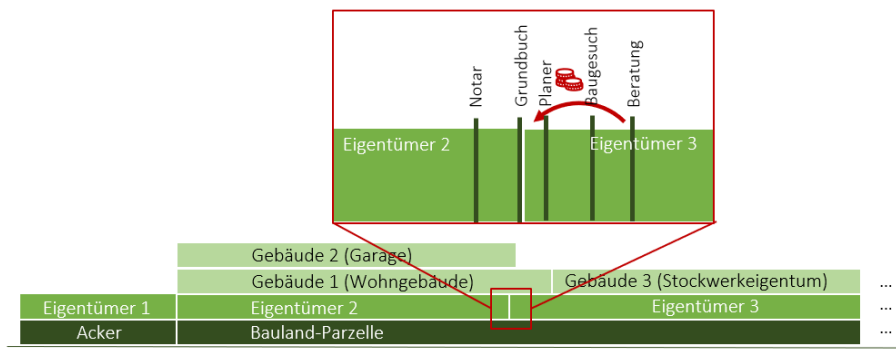 Notar
Grundbuch
Planer
Baugesuch
Beratung
Eigentümer 2
Eigentümer 3
Gebäude 2 (Garage)
Gebäude 1 (Wohngebäude)
Gebäude 3 (Stockwerkeigentum)
...
Eigentümer 1
Eigentümer 2
Eigentümer 3
...
Acker
Bauland-Parzelle
...